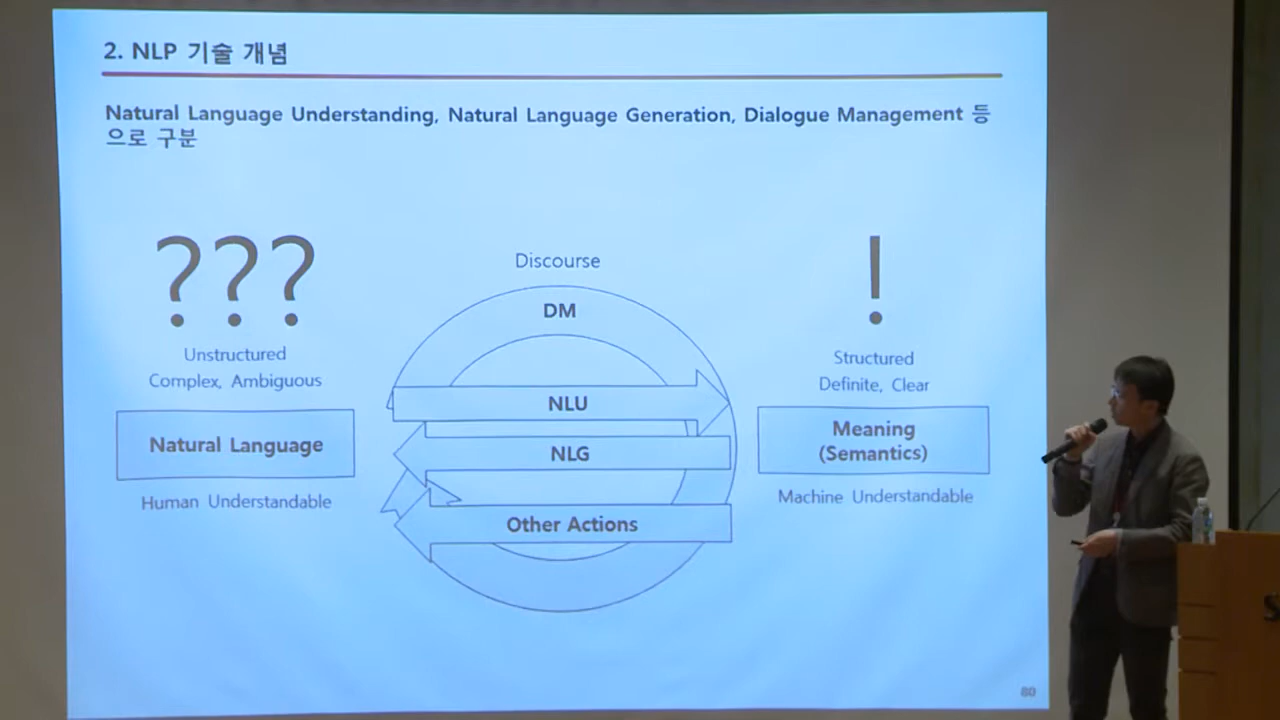 2. NLP 기술 개념
Natural Language Understanding, Natural Language Generation, Dialogue Management 등
으로 구분
???
Unstructured
Complex, Ambiguous
Natural Language
Human Understandable
Discourse
DM
NLU
NLG
Other Actions
!
Structured
Definite, Clear
Meaning
(Semantics)
Machine Understandable
80